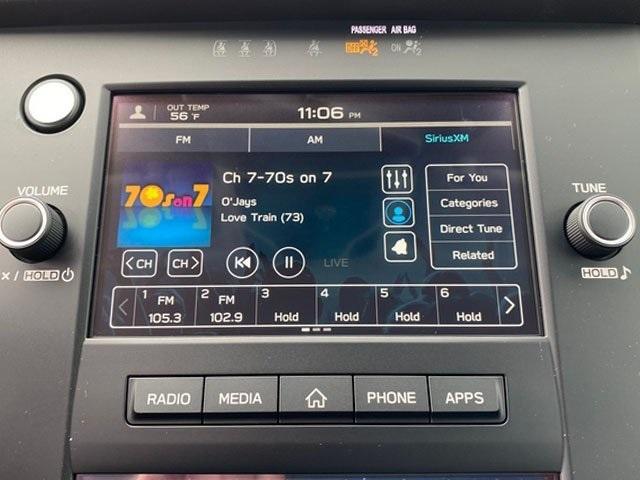 PASSENGER AIR BAG
OFF ON
OUT TEMP
56 °F
11:06 PM
FM AM SiriusXM
70s on 7
Ch 7-70s on 7
O'Jays
Love Train (73)
For You
Categories
Direct Tune
Related
< CH CH > LIVE
1 FM 105.3
2 FM 102.9
3 Hold
4 Hold
5 Hold
6 Hold
VOLUME
× / HOLD
TUNE
HOLD
RADIO MEDIA PHONE APPS